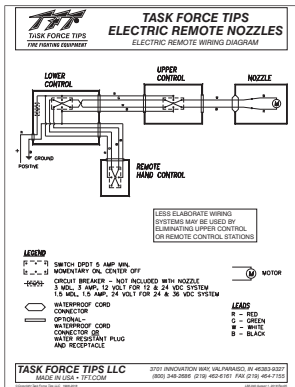 TFT
TASK FORCE TIPS
FIRE FIGHTING EQUIPMENT
TASK FORCE TIPS
ELECTRIC REMOTE NOZZLES
ELECTRIC REMOTE WIRING DIAGRAM
LOWER
CONTROL
UPPER
CONTROL
NOZZLE
M
GROUND
POSITIVE
REMOTE
HAND CONTROL
LESS ELABORATE WIRING
SYSTEMS MAY BE USED BY
ELIMINATING UPPER CONTROL
OR REMOTE CONTROL STATIONS
LEGEND
SWITCH DPDT 5 AMP MIN.
MOMENTARY ON, CENTER OFF
CIRCUIT BREAKER - NOT INCLUDED WITH NOZZLE
3 MDL, 3 AMP, 12 VOLT FOR 12 & 24 VDC SYSTEM
1.5 MDL, 1.5 AMP, 24 VOLT FOR 24 & 36 VDC SYSTEM
M MOTOR
WATERPROOF CORD
CONNECTOR
OPTIONAL-
WATERPROOF CORD
CONNECTOR OR
WATER RESISTANT PLUG
AND RECEPTACLE
LEADS
R - RED
G - GREEN
W - WHITE
B - BLACK
TASK FORCE TIPS LLC
MADE IN USA • TFT.COM
3701 INNOVATION WAY, VALPARAISO, IN 46383-9327
(800) 348-2686 (219) 462-6161 FAX (219) 464-7155